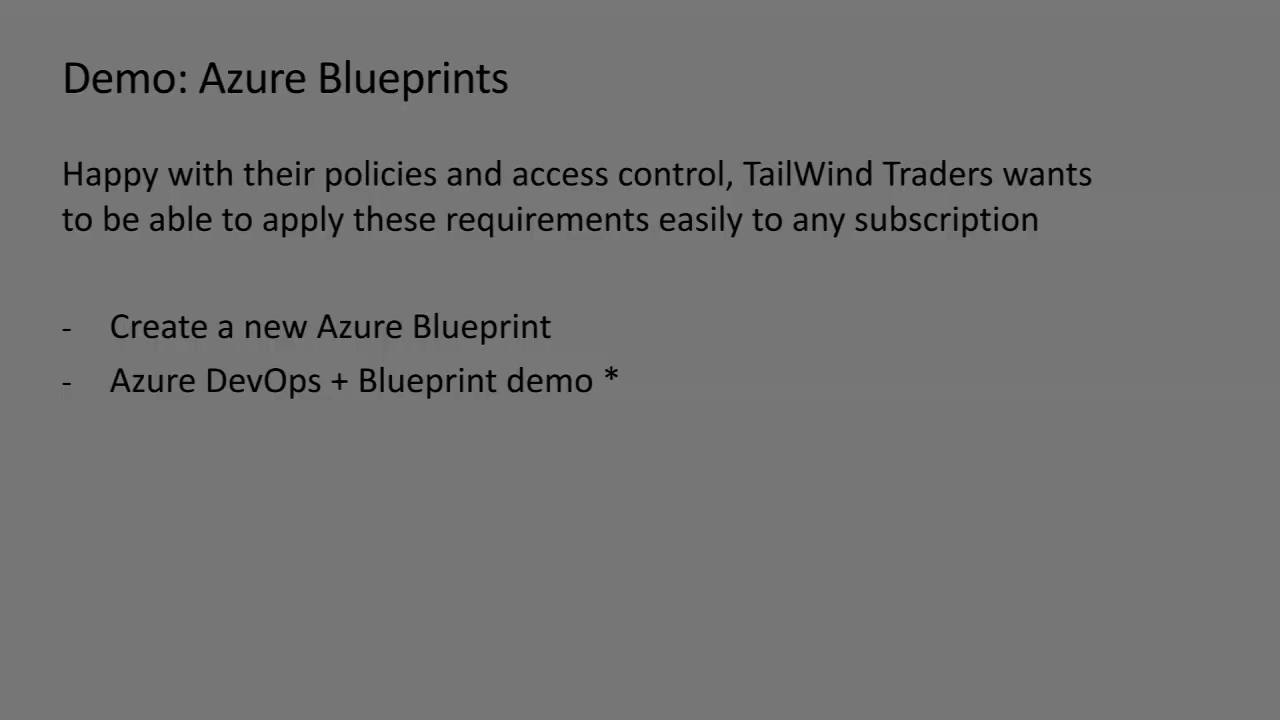 Demo: Azure Blueprints
Happy with their policies and access control, TailWind Traders wants
to be able to apply these requirements easily to any subscription
- Create a new Azure Blueprint
- Azure DevOps + Blueprint demo *